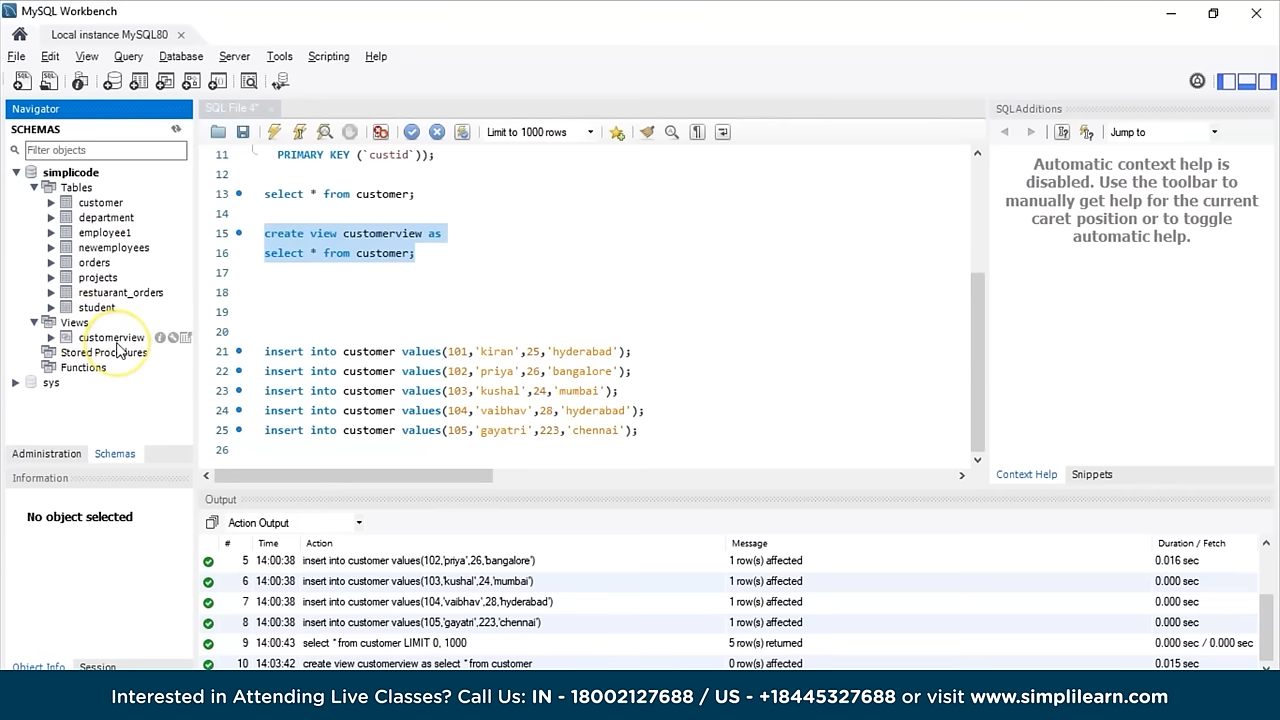 MySQL Workbench
Local instance MySQL80
File Edit View Query Database Server Tools Scripting Help
Navigator
SCHEMAS
Filter objects
simplicode
Tables
customer
department
employee1
newemployees
orders
projects
restuarant_orders
student
Views
customerview
Stored Procedures
Functions
sys
Administration Schemas
Information
No object selected
Object Info Session
SQL File 4*
Limit to 1000 rows
11 PRIMARY KEY (`custid`));
12
13 select * from customer;
14
15 create view customerview as
16 select * from customer;
17
18
19
20
21 insert into customer values(101,'kiran',25,'hyderabad');
22 insert into customer values(102,'priya',26,'bangalore');
23 insert into customer values(103,'kushal',24,'mumbai');
24 insert into customer values(104,'vaibhav',28,'hyderabad');
25 insert into customer values(105,'gayatri',223,'chennai');
26
SQLAdditions
Jump to
Automatic context help is
disabled. Use the toolbar to
manually get help for the current
caret position or to toggle
automatic help.
Context Help Snippets
Output
Action Output
# Time Action Message Duration / Fetch
5 14:00:38 insert into customer values(102,'priya',26,'bangalore') 1 row(s) affected 0.016 sec
6 14:00:38 insert into customer values(103,'kushal',24,'mumbai') 1 row(s) affected 0.000 sec
7 14:00:38 insert into customer values(104,'vaibhav',28,'hyderabad') 1 row(s) affected 0.000 sec
8 14:00:38 insert into customer values(105,'gayatri',223,'chennai') 1 row(s) affected 0.000 sec
9 14:00:43 select * from customer LIMIT 0, 1000 5 row(s) returned 0.000 sec / 0.000 sec
10 14:03:42 create view customerview as select * from customer 0 row(s) affected 0.015 sec
Interested in Attending Live Classes? Call Us: IN - 18002127688 / US - +18445327688 or visit www.simplilearn.com